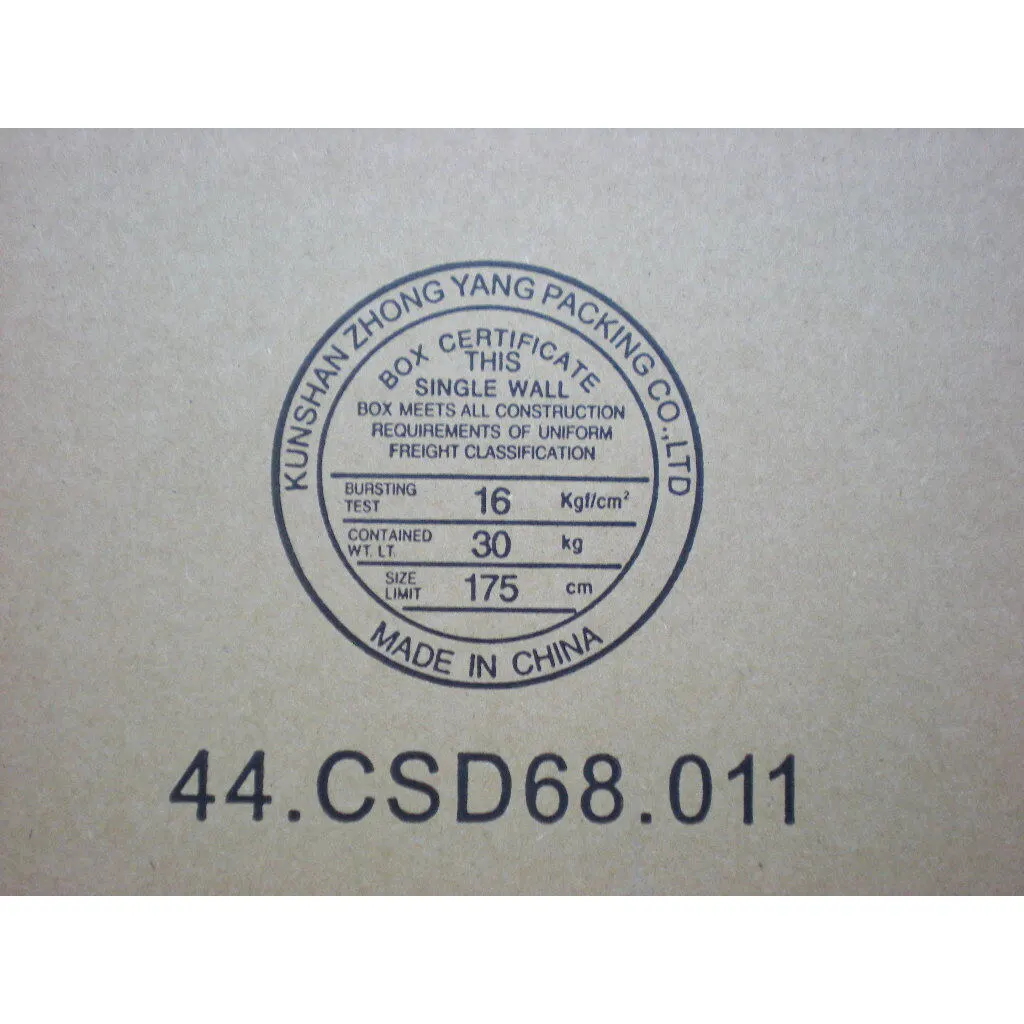 KUNSHAN ZHONG YANG PACKING CO.,LTD
BOX CERTIFICATE
THIS
SINGLE WALL
BOX MEETS ALL CONSTRUCTION
REQUIREMENTS OF UNIFORM
FREIGHT CLASSIFICATION
BURSTING TEST 16 Kgf/cm²
CONTAINED WT. LT. 30 kg
SIZE LIMIT 175 cm
MADE IN CHINA
44.CSD68.011